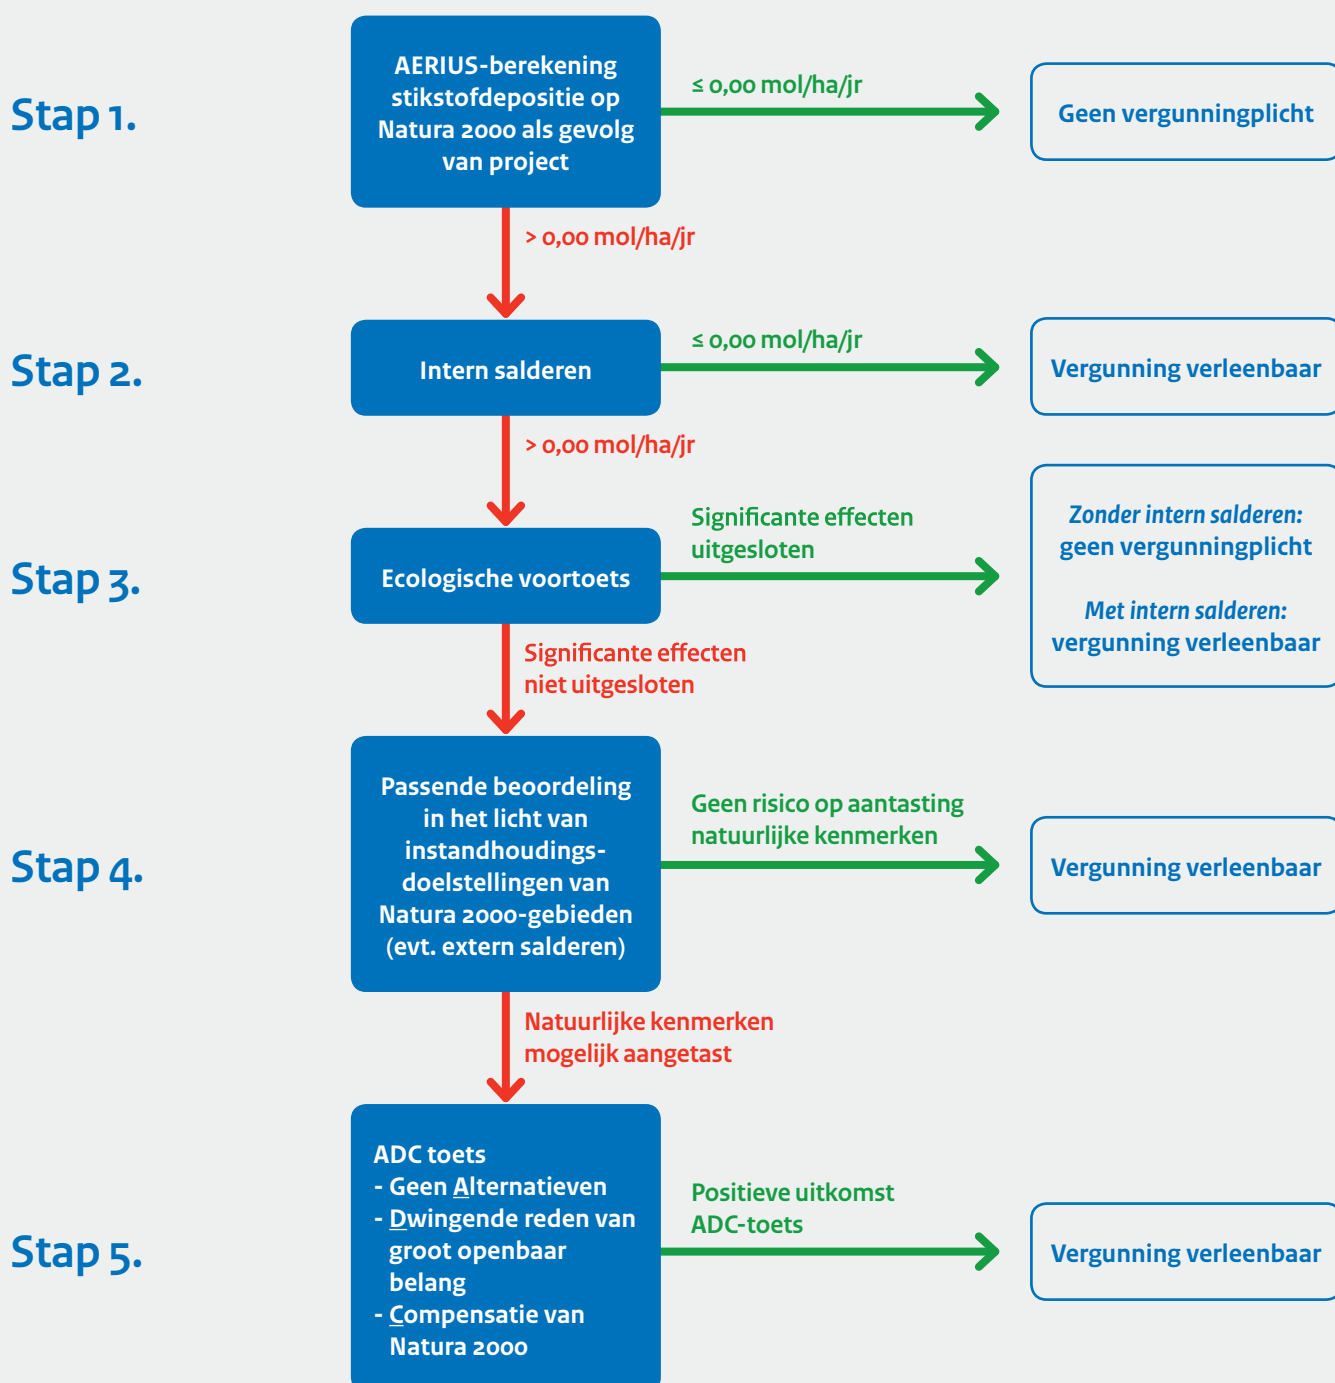 Stap 1.
AERIUS-berekening
stikstofdepositie op
Natura 2000 als gevolg
van project
≤ 0,00 mol/ha/jr
Geen vergunningplicht
> 0,00 mol/ha/jr
Stap 2.
Intern salderen
≤ 0,00 mol/ha/jr
Vergunning verleenbaar
> 0,00 mol/ha/jr
Stap 3.
Ecologische voortoets
Significante effecten
uitgesloten
Zonder intern salderen:
geen vergunningplicht
Met intern salderen:
vergunning verleenbaar
Significante effecten
niet uitgesloten
Stap 4.
Passende beoordeling
in het licht van
instandhoudings-
doelstellingen van
Natura 2000-gebieden
(evt. extern salderen)
Geen risico op aantasting
natuurlijke kenmerken
Vergunning verleenbaar
Natuurlijke kenmerken
mogelijk aangetast
Stap 5.
ADC toets
- Geen Alternatieven
- Dwingende reden van
groot openbaar
belang
- Compensatie van
Natura 2000
Positieve uitkomst
ADC-toets
Vergunning verleenbaar